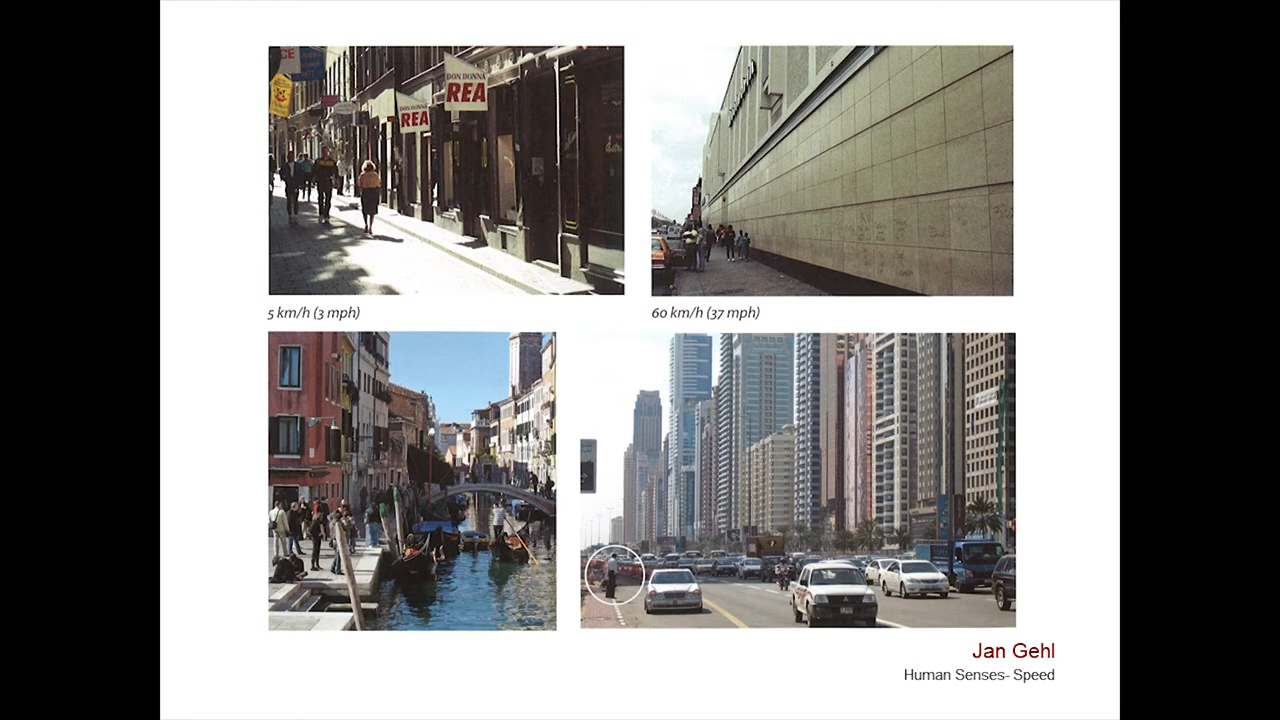 DON DONNA
REA
DON DONNA
REA
5 km/h (3 mph)
60 km/h (37 mph)
Jan Gehl
Human Senses- Speed